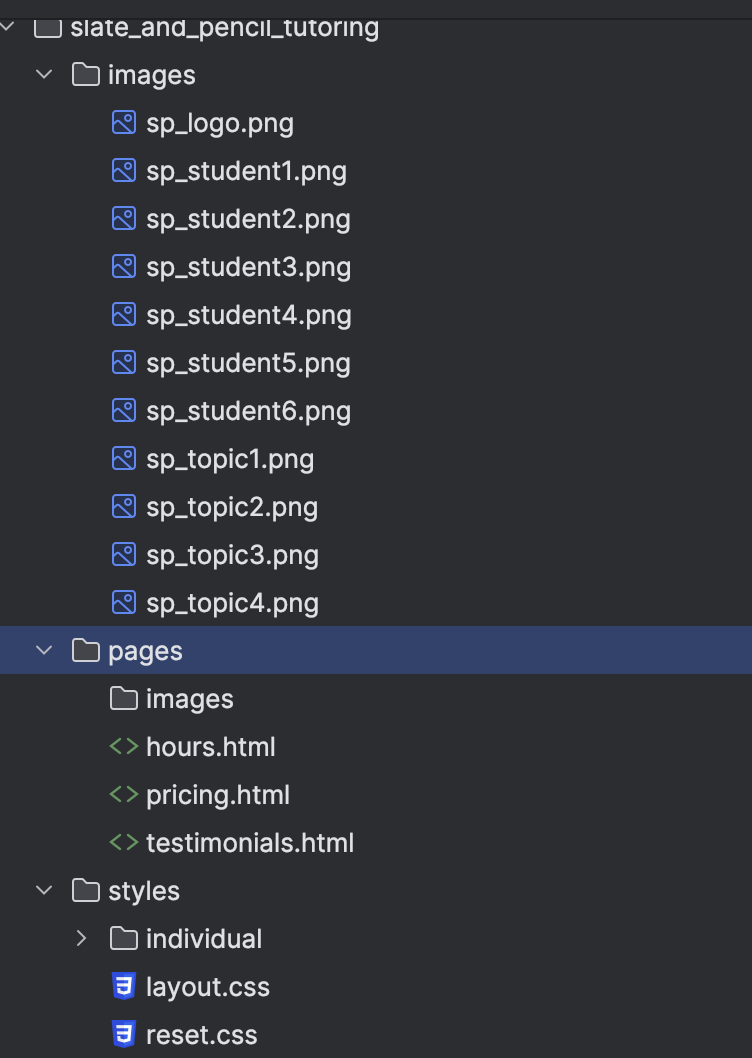 slate_and_pencil_tutoring
images
sp_logo.png
sp_student1.png
sp_student2.png
sp_student3.png
sp_student4.png
sp_student5.png
sp_student6.png
sp_topic1.png
sp_topic2.png
sp_topic3.png
sp_topic4.png
pages
images
hours.html
pricing.html
testimonials.html
styles
individual
layout.css
reset.css